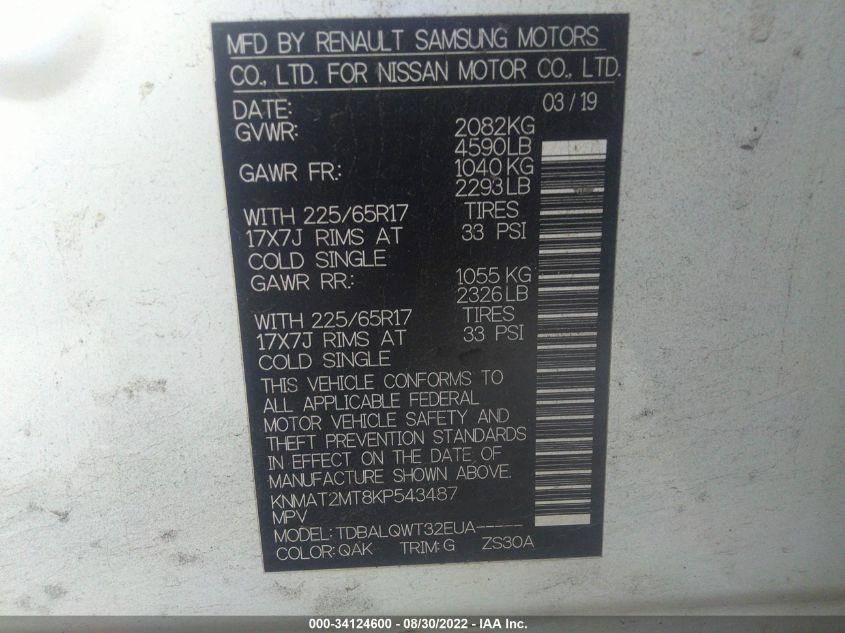 MFD BY RENAULT SAMSUNG MOTORS
CO., LTD. FOR NISSAN MOTOR CO., LTD.
DATE: 03 / 19
GVWR: 2082KG
4590LB
GAWR FR.: 1040 KG
2293 LB
WITH 225/65R17 TIRES
17X7J RIMS AT 33 PSI
COLD SINGLE
GAWR RR.: 1055 KG
2326 LB
WITH 225/65R17 TIRES
17X7J RIMS AT 33 PSI
COLD SINGLE
THIS VEHICLE CONFORMS TO
ALL APPLICABLE FEDERAL
MOTOR VEHICLE SAFETY AND
THEFT PREVENTION STANDARDS
IN EFFECT ON THE DATE OF
MANUFACTURE SHOWN ABOVE.
KNMAT2MT8KP543487
MPV
MODEL: TDBALQWT32EUA-----
COLOR: QAK TRIM: G ZS30A
000-34124600 - 08/30/2022 - IAA Inc.